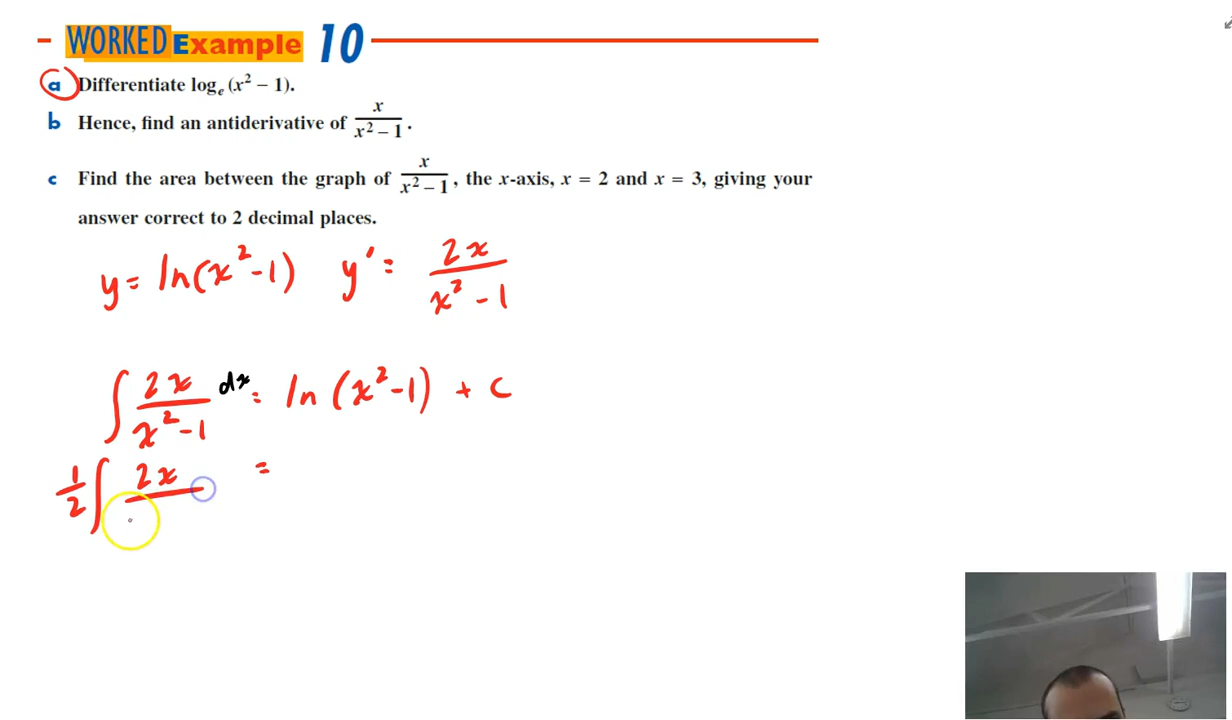 WORKED Example 10
a Differentiate logₑ (x² − 1).
b Hence, find an antiderivative of x/(x² − 1).
c Find the area between the graph of x/(x² − 1), the x-axis, x = 2 and x = 3, giving your
answer correct to 2 decimal places.
y = ln(x² − 1) y' = 2x/(x² − 1)
∫ 2x/(x² − 1) dx = ln (x² − 1) + c
1/2 ∫ 2x/ =